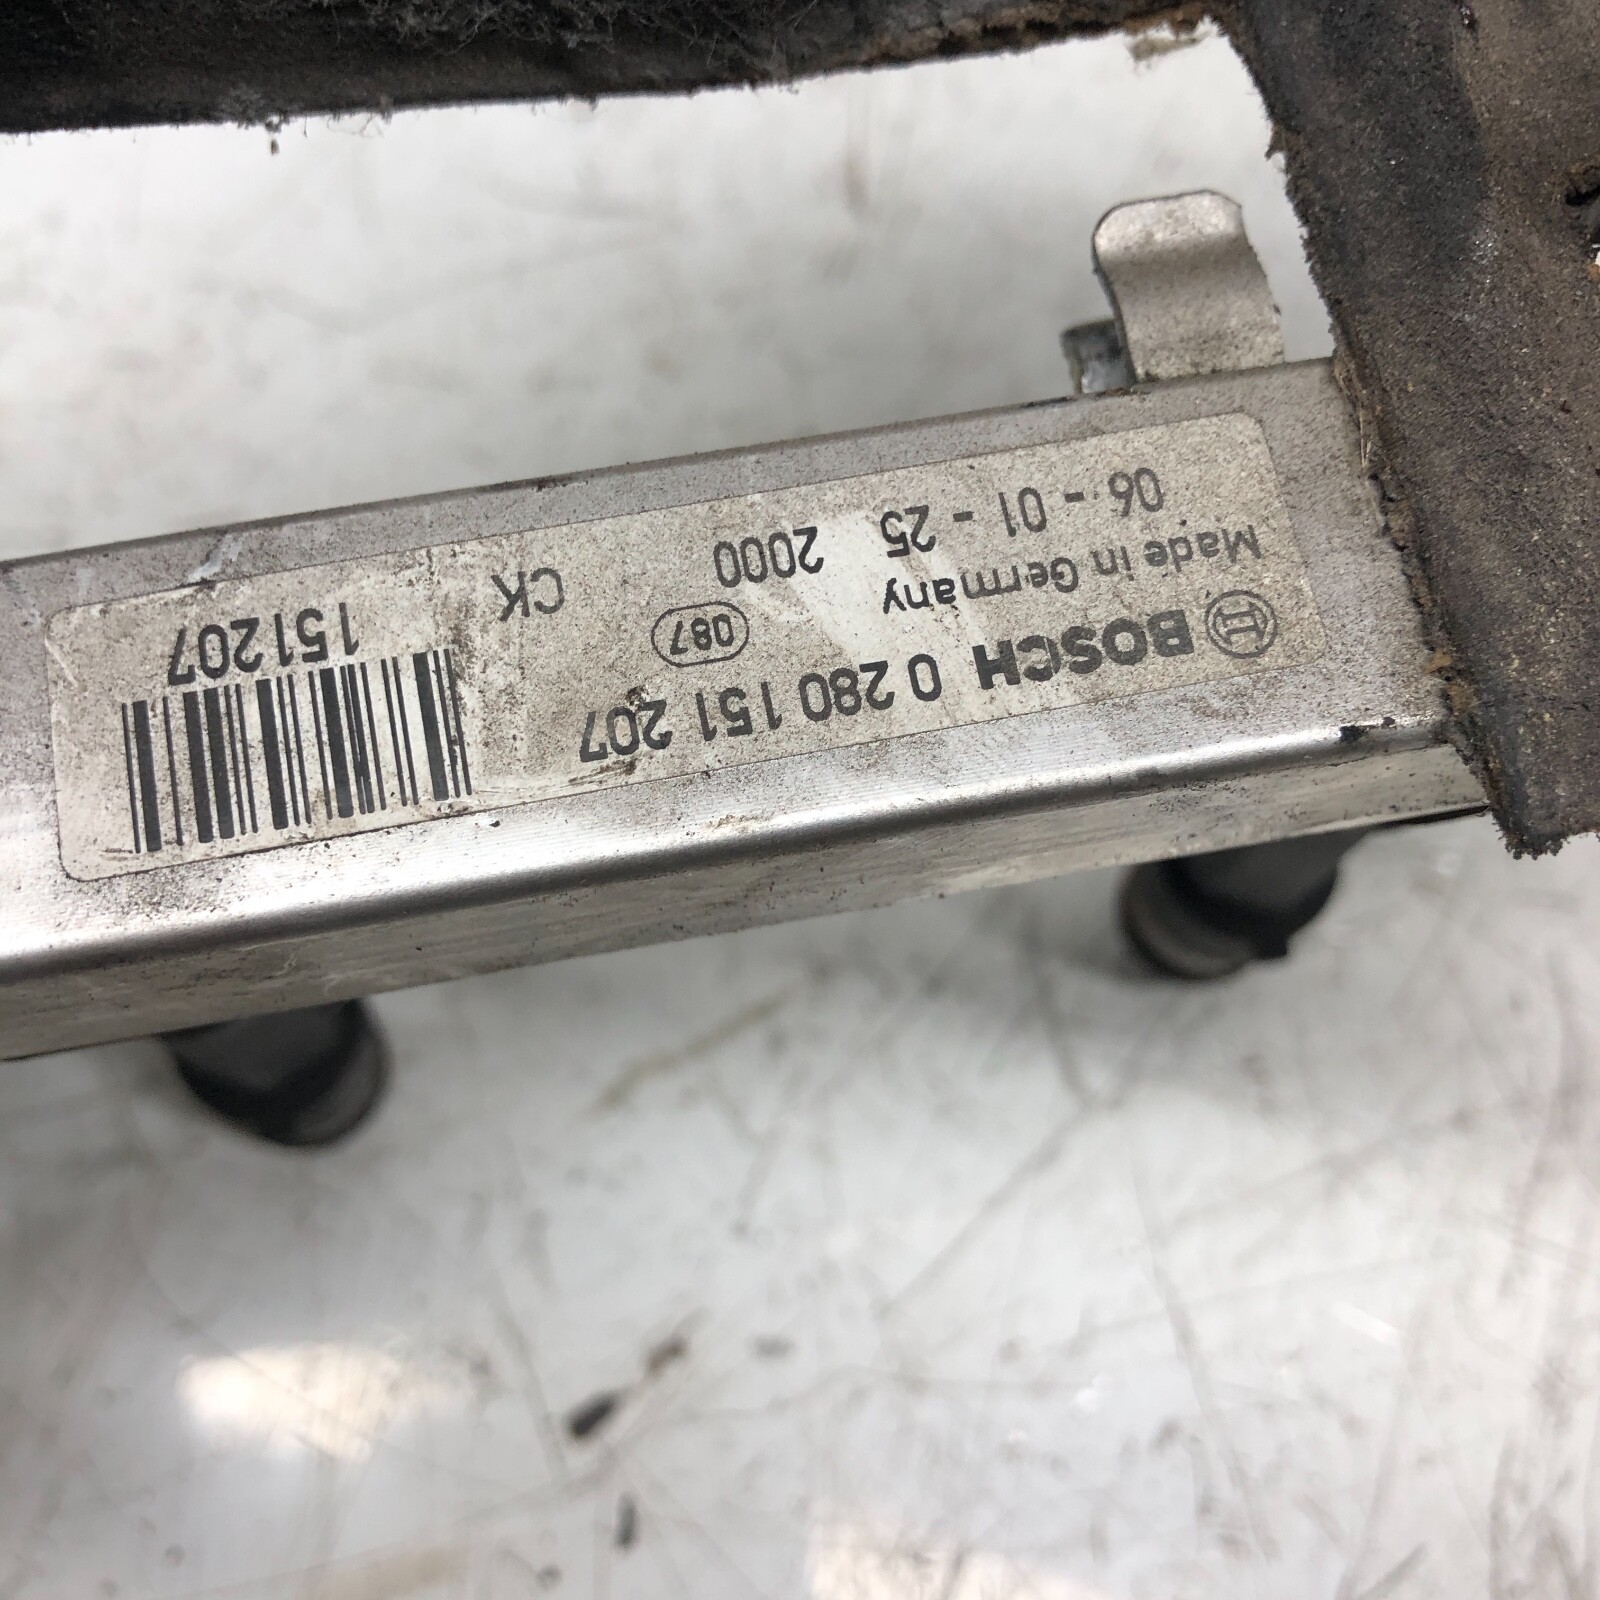 BOSCH 0 280 151 207
Made in Germany
087
06 - 01 - 25 2000 CK
151207